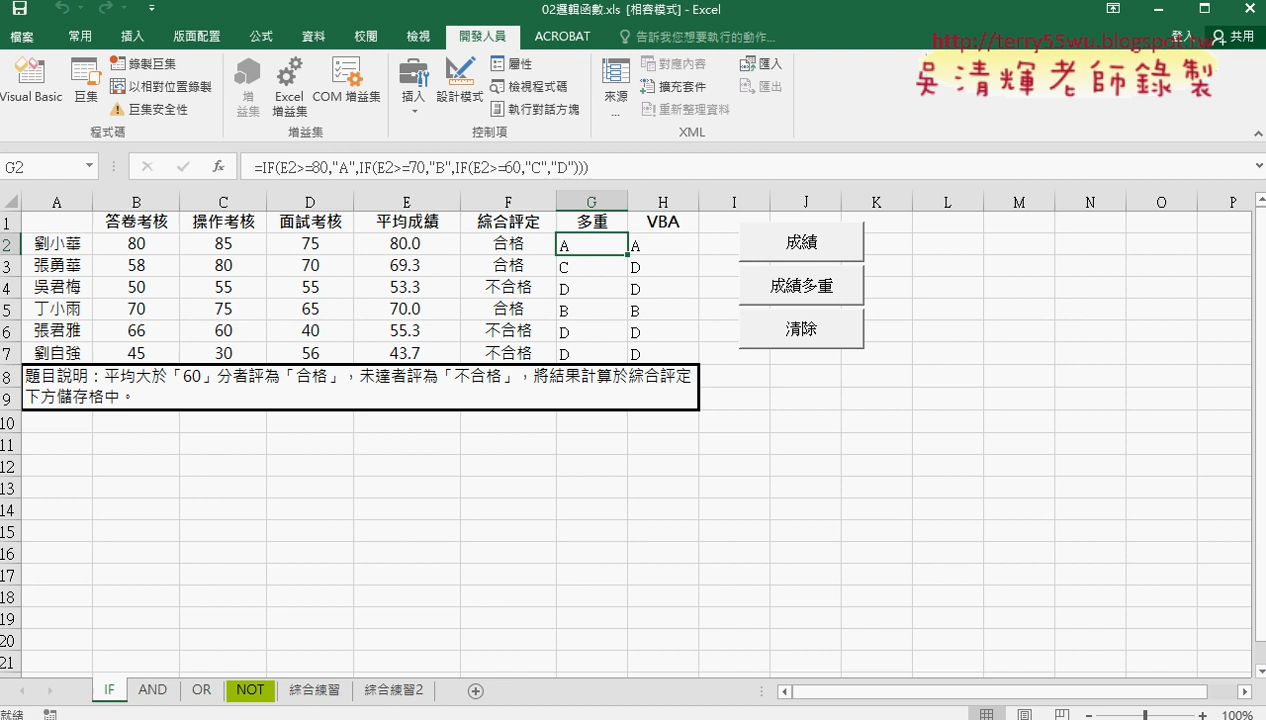 02邏輯函數.xls [相容模式] - Excel
檔案 常用 插入 版面配置 公式 資料 校閱 檢視 開發人員 ACROBAT 告訴我您想要執行的動作... 登入 共用
http://terry55wu.blogspot.tw
吳清輝老師錄製
Visual Basic 巨集 錄製巨集 以相對位置錄製 巨集安全性
增益集 Excel 增益集 COM 增益集
插入 設計模式 屬性 檢視程式碼 執行對話方塊
來源... 對應內容 擴充套件 重新整理資料 匯入 匯出
程式碼 增益集 控制項 XML
G2 fx =IF(E2>=80,"A",IF(E2>=70,"B",IF(E2>=60,"C","D")))
A B C D E F G H I J K L M N O P
1 答卷考核 操作考核 面試考核 平均成績 綜合評定 多重 VBA
2 劉小華 80 85 75 80.0 合格 A A
3 張勇華 58 80 70 69.3 合格 C D
4 吳君梅 50 55 55 53.3 不合格 D D
5 丁小雨 70 75 65 70.0 合格 B B
6 張君雅 66 60 40 55.3 不合格 D D
7 劉自強 45 30 56 43.7 不合格 D D
成績
成績多重
清除
8 題目說明：平均大於「60」分者評為「合格」，未達者評為「不合格」，將結果計算於綜合評定
9 下方儲存格中。
10
11
12
13
14
15
16
17
18
19
20
21
IF AND OR NOT 綜合練習 綜合練習2
就緒 100%